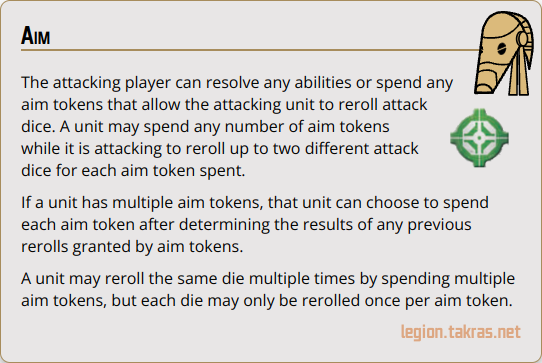 AIM
The attacking player can resolve any abilities or spend any
aim tokens that allow the attacking unit to reroll attack
dice. A unit may spend any number of aim tokens
while it is attacking to reroll up to two different attack
dice for each aim token spent.
If a unit has multiple aim tokens, that unit can choose to spend
each aim token after determining the results of any previous
rerolls granted by aim tokens.
A unit may reroll the same die multiple times by spending multiple
aim tokens, but each die may only be rerolled once per aim token.
legion.takras.net